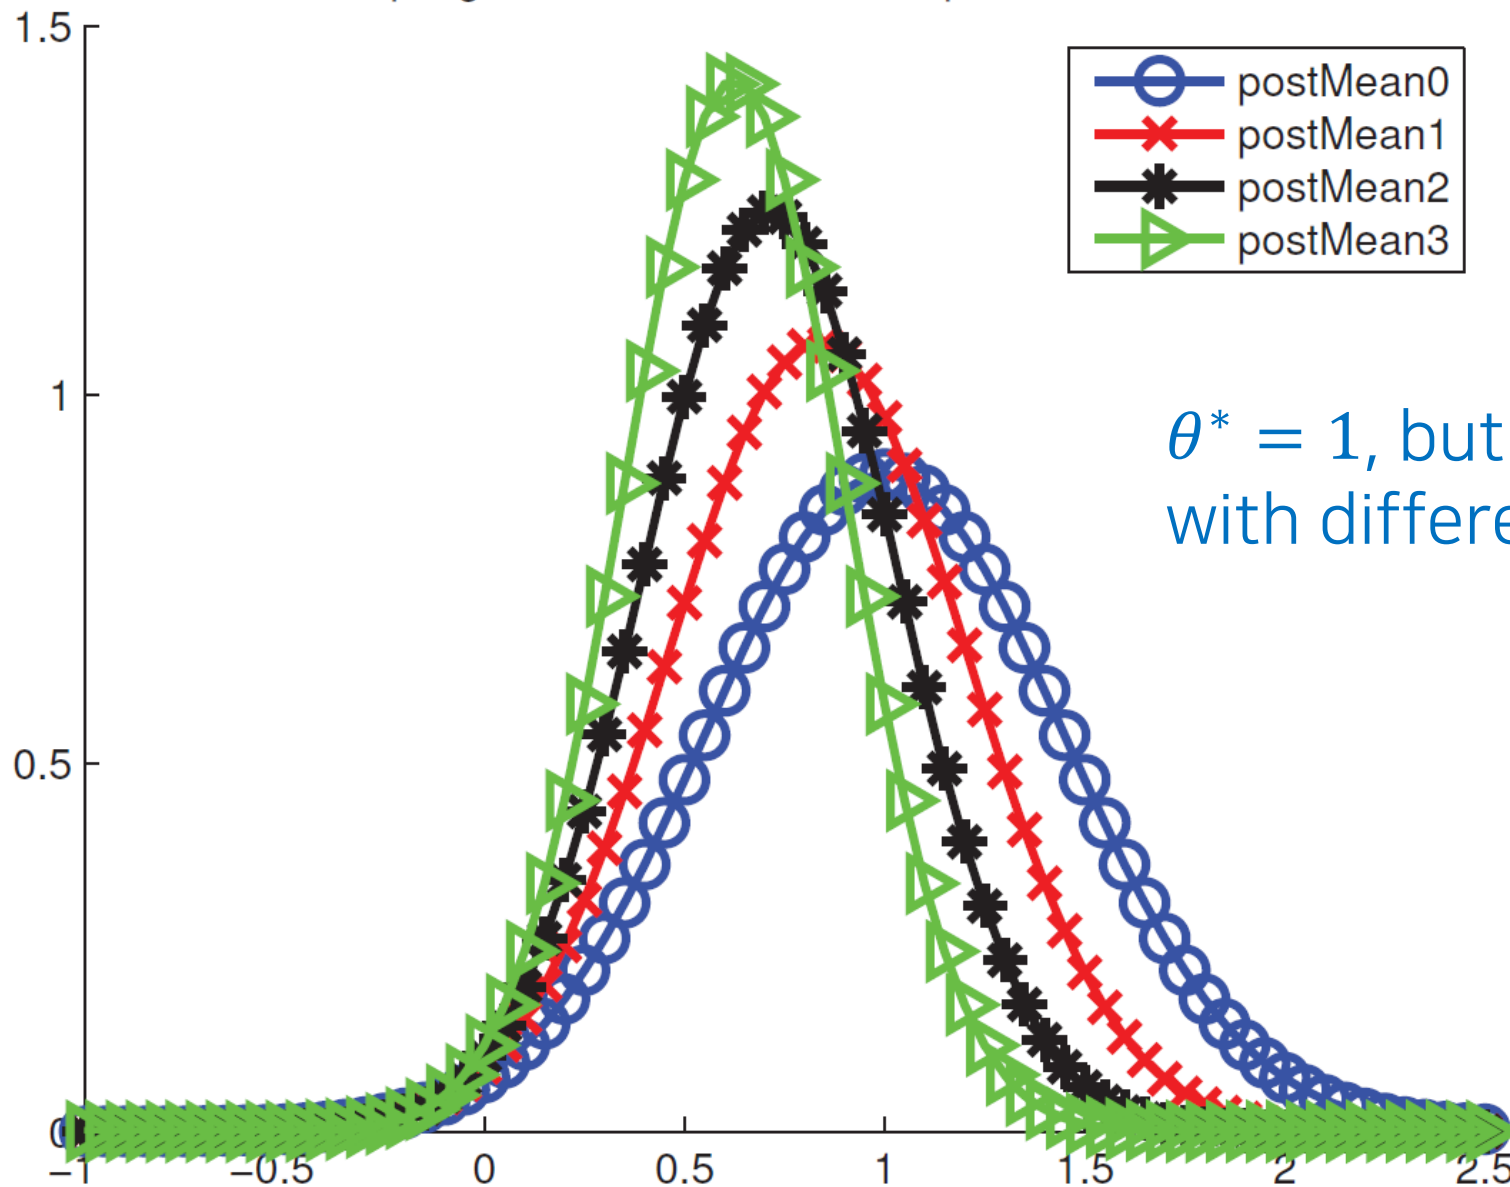 1.5
postMean0
postMean1
postMean2
postMean3
1
θ* = 1, but
with differe
0.5
0
−1 −0.5 0 0.5 1 1.5 2 2.5